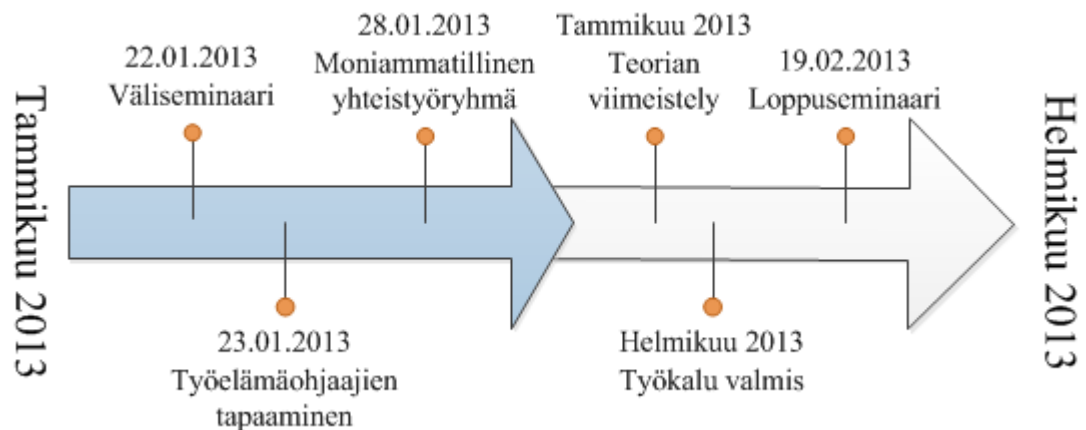 Tammikuu 2013
22.01.2013
Väliseminaari
28.01.2013
Moniammatillinen
yhteistyöryhmä
Tammikuu 2013
Teorian
viimeistely
19.02.2013
Loppuseminaari
23.01.2013
Työelämäohjaajien
tapaaminen
Helmikuu 2013
Työkalu valmis
Helmikuu 2013